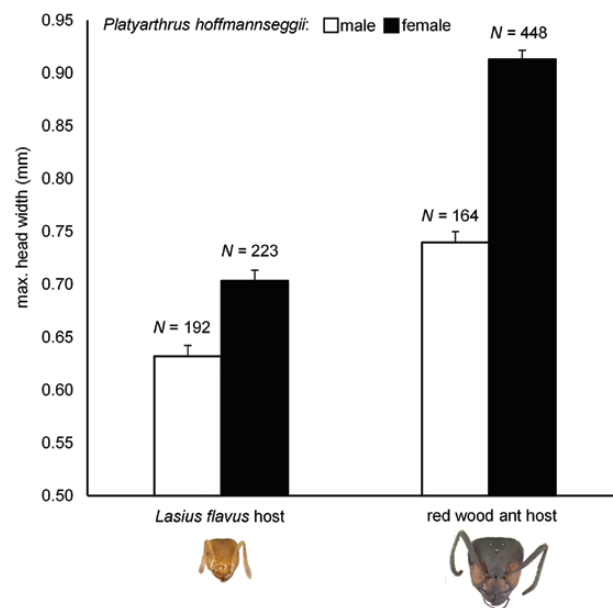 Platyarthrus hoffmannseggii: male female
max. head width (mm)
0.95
0.90
0.85
0.80
0.75
0.70
0.65
0.60
0.55
0.50
N = 192
N = 223
N = 164
N = 448
Lasius flavus host
red wood ant host